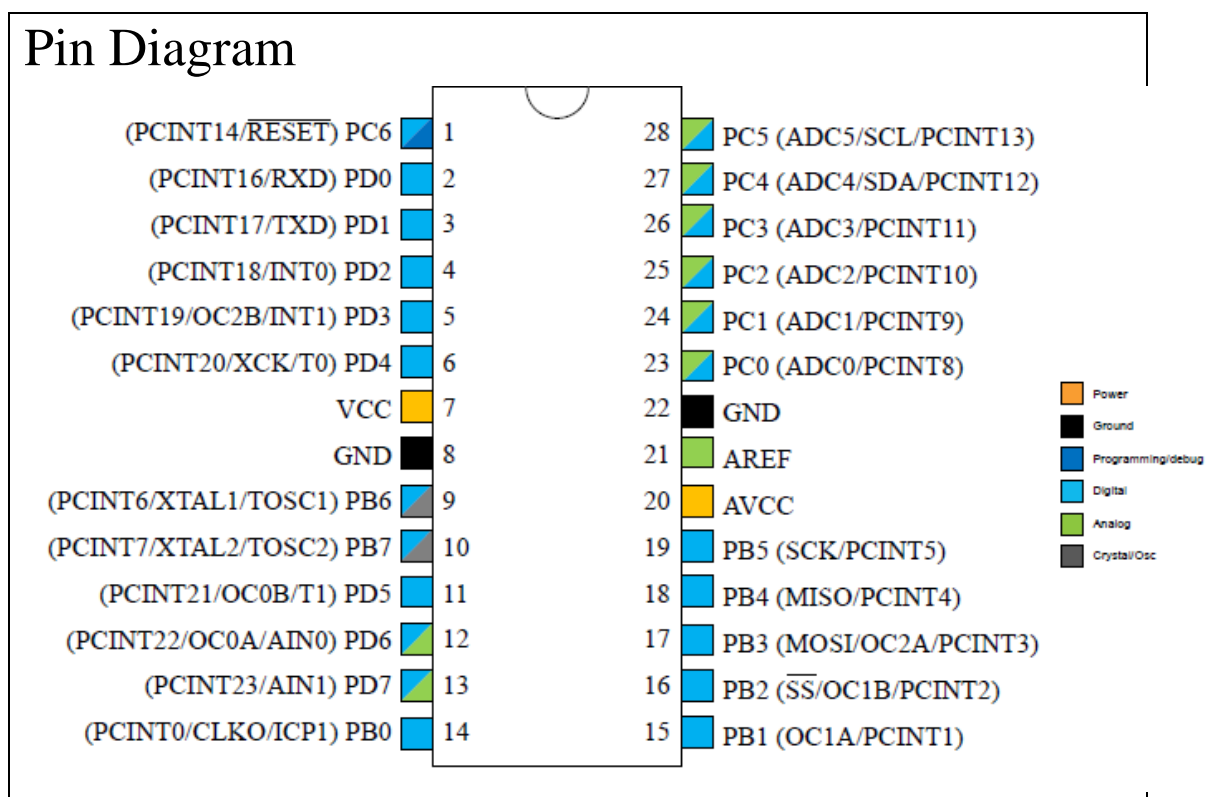 Pin Diagram
(PCINT14/RESET) PC6 1
(PCINT16/RXD) PD0 2
(PCINT17/TXD) PD1 3
(PCINT18/INT0) PD2 4
(PCINT19/OC2B/INT1) PD3 5
(PCINT20/XCK/T0) PD4 6
VCC 7
GND 8
(PCINT6/XTAL1/TOSC1) PB6 9
(PCINT7/XTAL2/TOSC2) PB7 10
(PCINT21/OC0B/T1) PD5 11
(PCINT22/OC0A/AIN0) PD6 12
(PCINT23/AIN1) PD7 13
(PCINT0/CLKO/ICP1) PB0 14
28 PC5 (ADC5/SCL/PCINT13)
27 PC4 (ADC4/SDA/PCINT12)
26 PC3 (ADC3/PCINT11)
25 PC2 (ADC2/PCINT10)
24 PC1 (ADC1/PCINT9)
23 PC0 (ADC0/PCINT8)
22 GND
21 AREF
20 AVCC
19 PB5 (SCK/PCINT5)
18 PB4 (MISO/PCINT4)
17 PB3 (MOSI/OC2A/PCINT3)
16 PB2 (SS/OC1B/PCINT2)
15 PB1 (OC1A/PCINT1)
Power
Ground
Programming/debug
Digital
Analog
Crystal/Osc